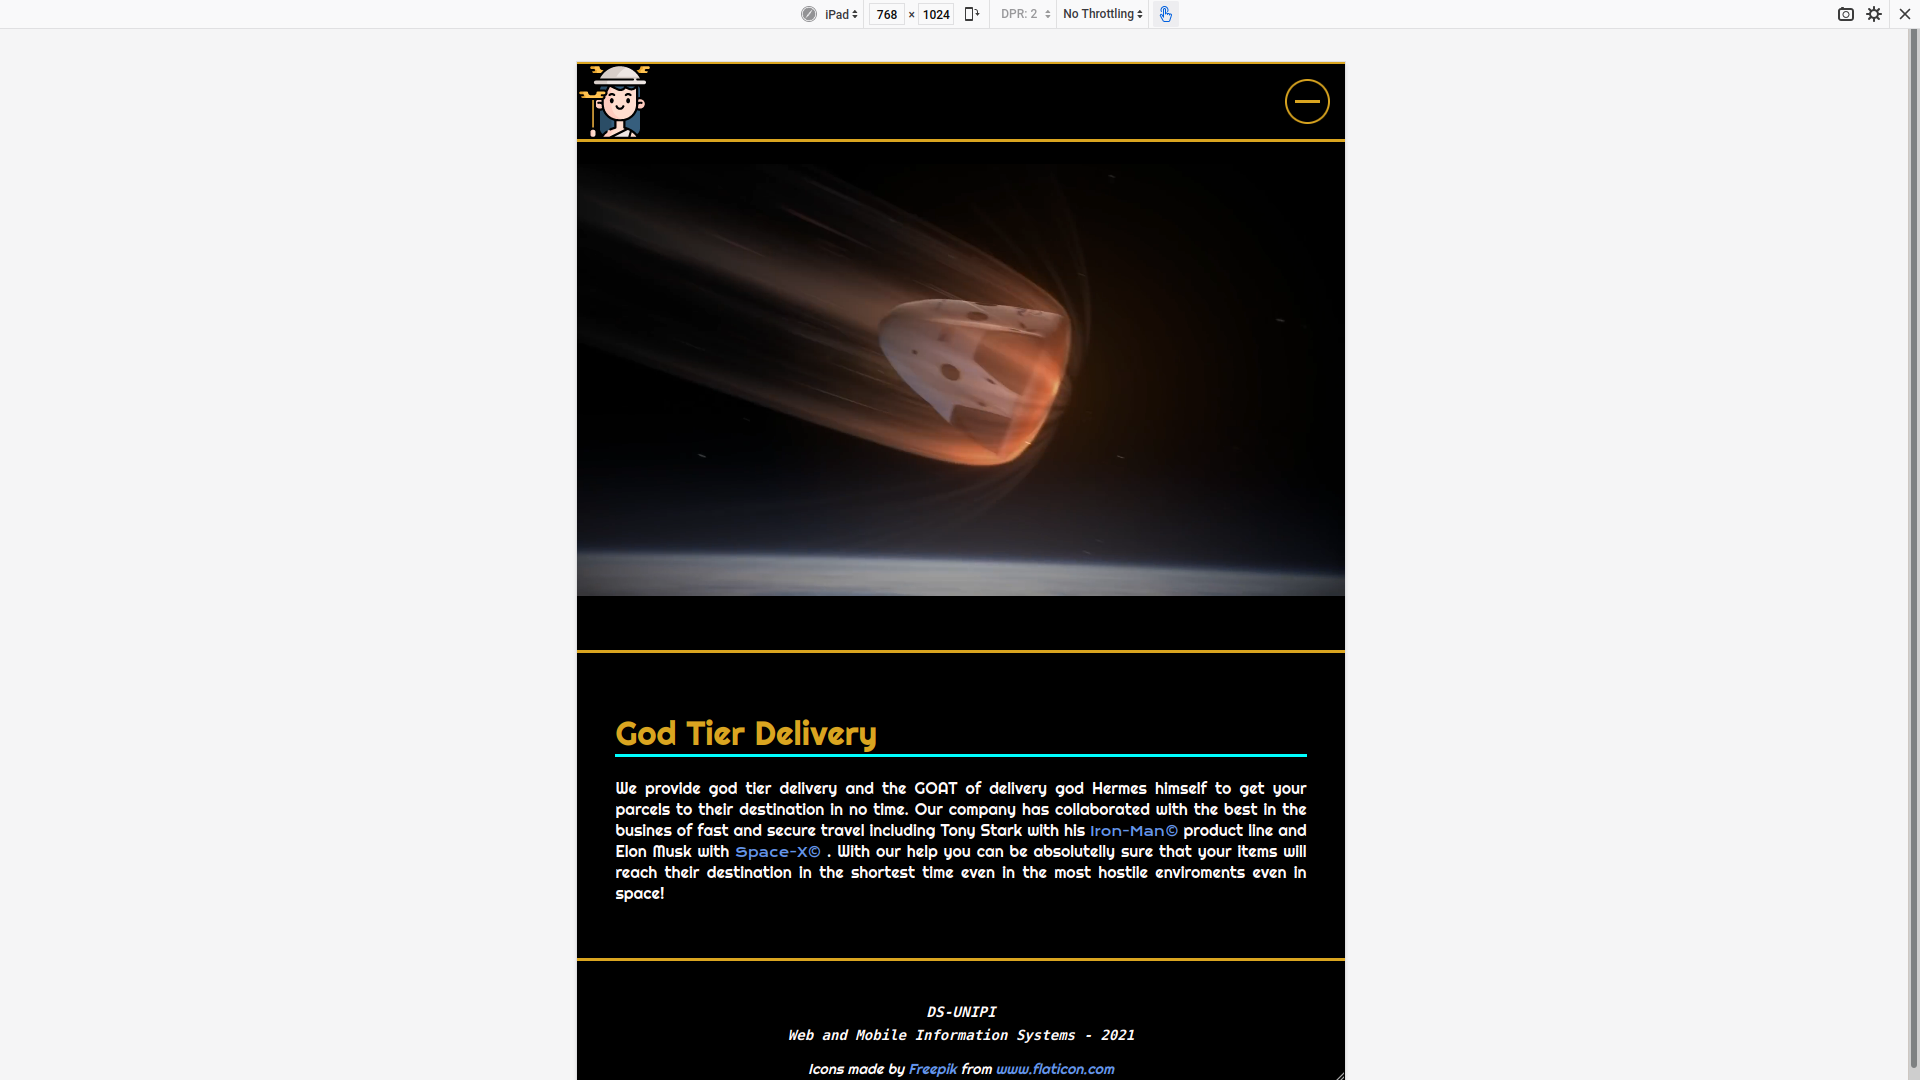 iPad 768 × 1024 DPR: 2 No Throttling
God Tier Delivery
We provide god tier delivery and the GOAT of delivery god Hermes himself to get your
parcels to their destination in no time. Our company has collaborated with the best in the
busines of fast and secure travel including Tony Stark with his Iron-Man© product line and
Elon Musk with Space-X© . With our help you can be absolutelly sure that your items will
reach their destination in the shortest time even in the most hostile enviroments even in
space!
DS-UNIPI
Web and Mobile Information Systems - 2021
Icons made by Freepik from www.flaticon.com